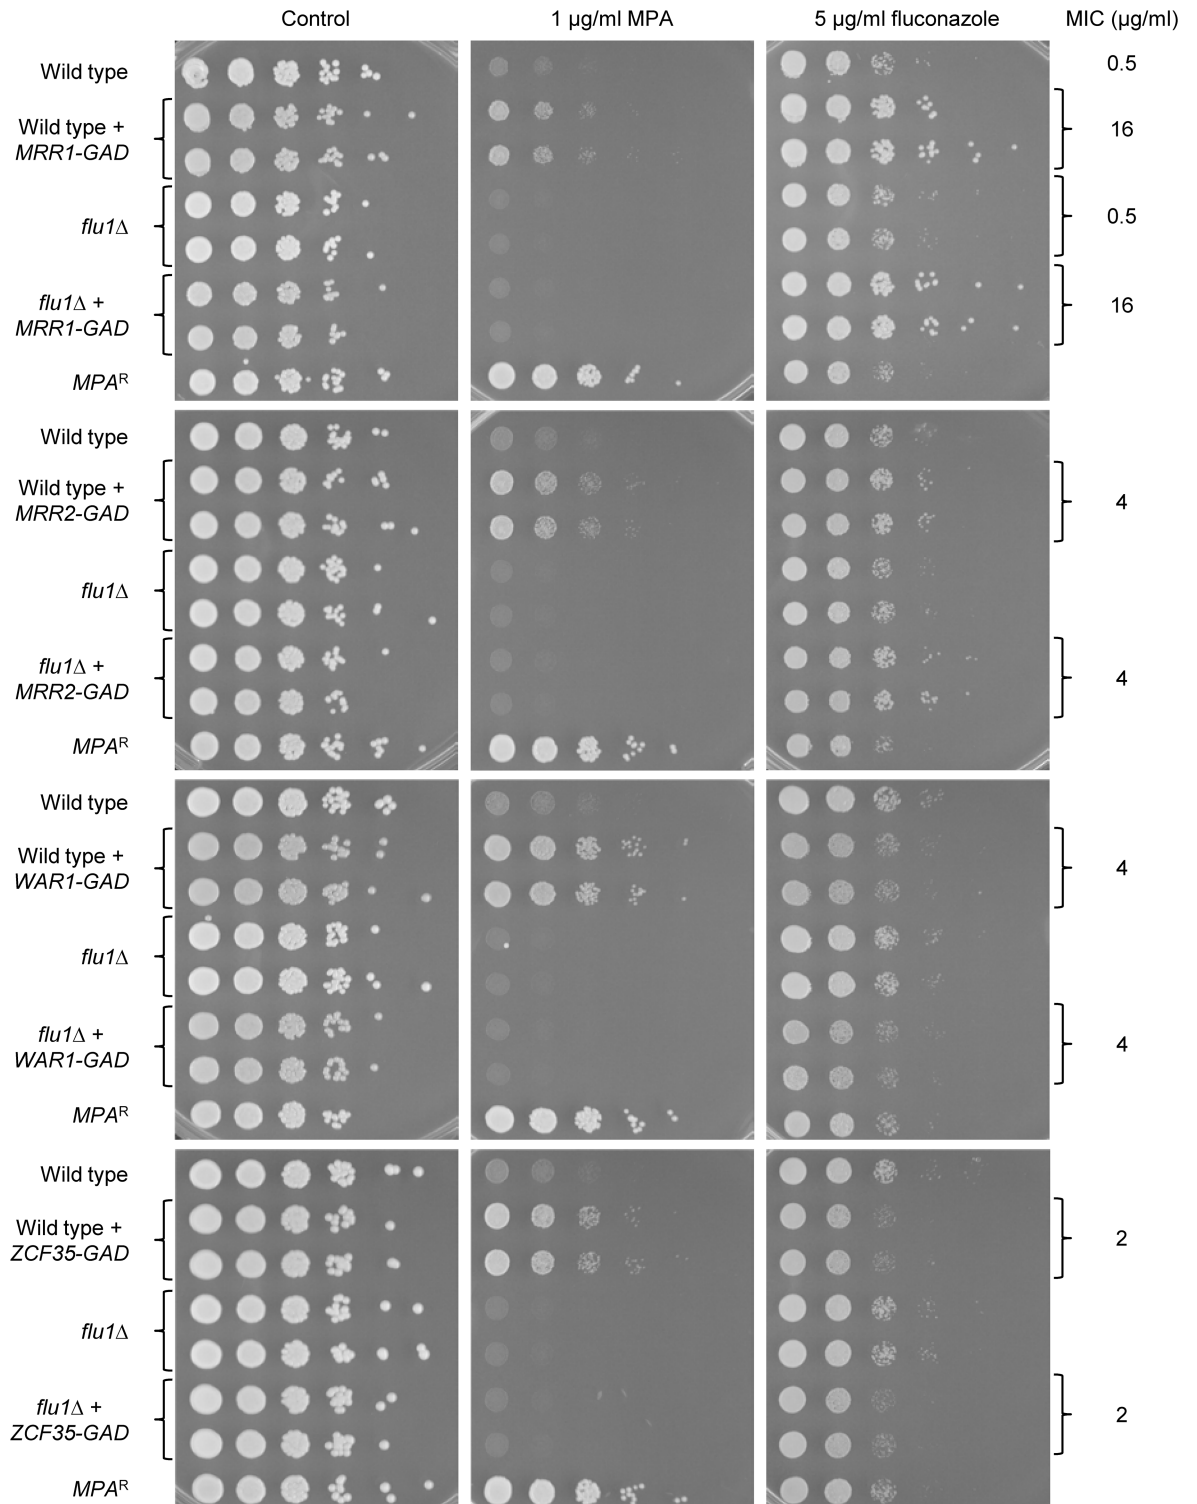 Control 1 µg/ml MPA 5 µg/ml fluconazole MIC (µg/ml)
Wild type 0.5
Wild type +
MRR1-GAD 16
flu1Δ 0.5
flu1Δ +
MRR1-GAD 16
MPAᴿ
Wild type
Wild type +
MRR2-GAD 4
flu1Δ
flu1Δ +
MRR2-GAD 4
MPAᴿ
Wild type
Wild type +
WAR1-GAD 4
flu1Δ
flu1Δ +
WAR1-GAD 4
MPAᴿ
Wild type
Wild type +
ZCF35-GAD 2
flu1Δ
flu1Δ +
ZCF35-GAD 2
MPAᴿ